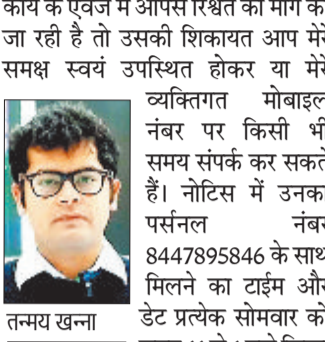 कार्य के एवज में आपसे रिश्वत की मांग की
जा रही है तो उसकी शिकायत आप मेरे
समक्ष स्वयं उपस्थित होकर या मेरे
व्यक्तिगत मोबाइल
नंबर पर किसी भी
समय संपर्क कर सकते
हैं। नोटिस में उनका
पर्सनल नंबर
8447895846 के साथ
मिलने का टाईम और
तन्मय खन्ना
डेट प्रत्येक सोमवार को